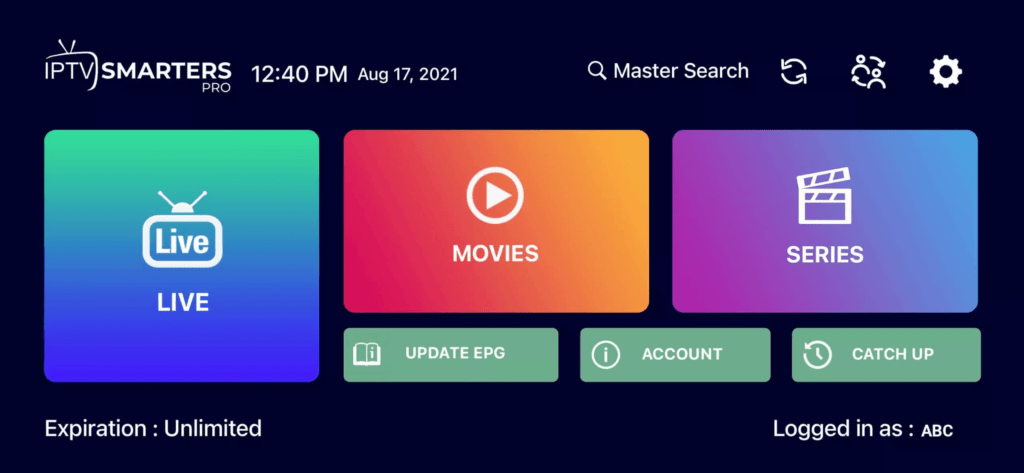 IPTV SMARTERS
PRO
12:40 PM Aug 17, 2021
Master Search
Live
LIVE
MOVIES
SERIES
UPDATE EPG
ACCOUNT
CATCH UP
Expiration : Unlimited
Logged in as : ABC